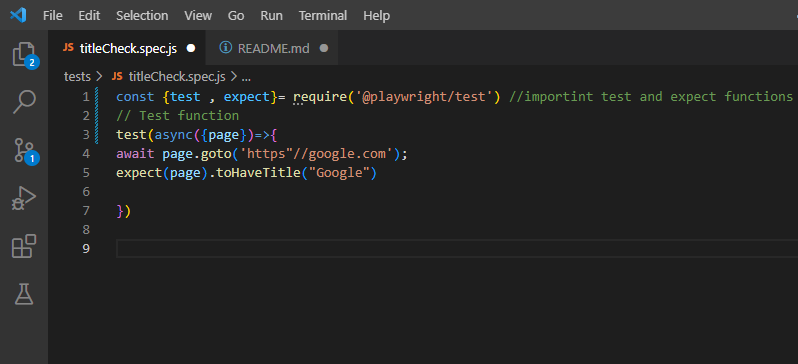 File Edit Selection View Go Run Terminal Help
JS titleCheck.spec.js README.md
tests > JS titleCheck.spec.js > ...
2
1
1 const {test , expect}= require('@playwright/test') //importint test and expect functions
2 // Test function
3 test(async({page})=>{
4 await page.goto('https"//google.com');
5 expect(page).toHaveTitle("Google")
6
7 })
8
9